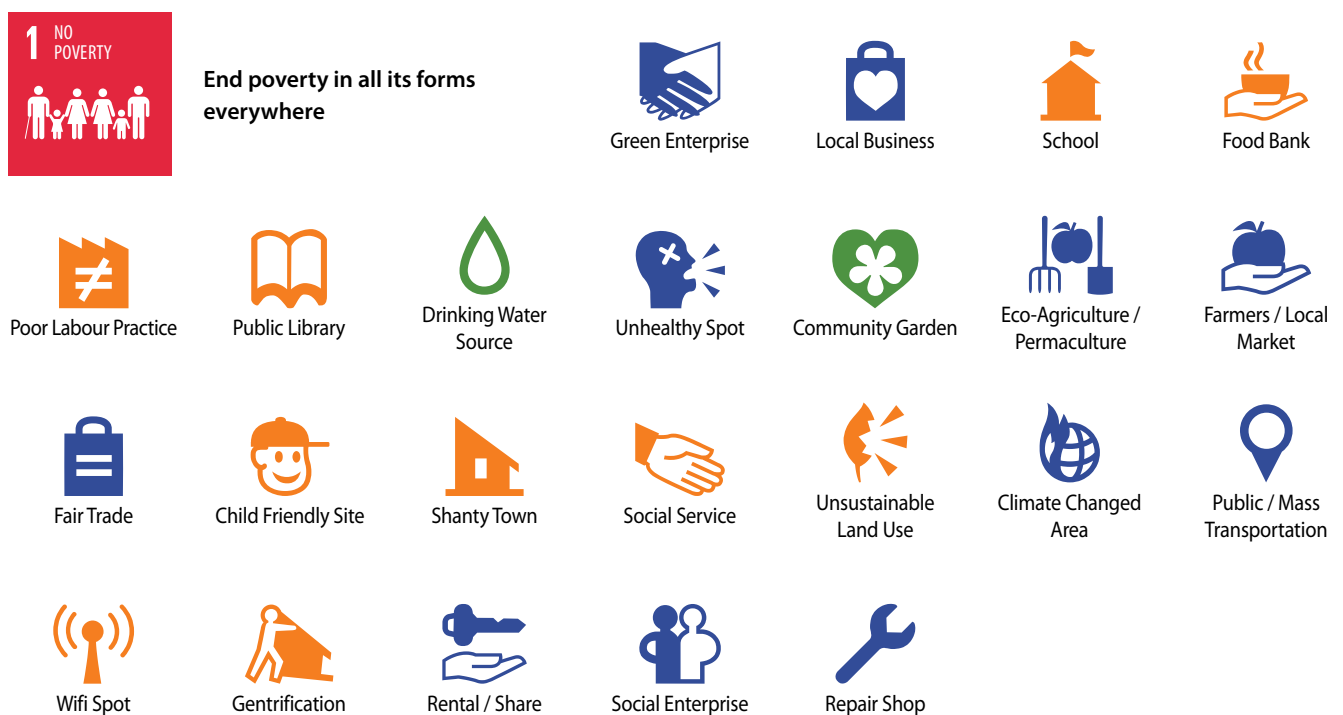 1 NO
POVERTY
End poverty in all its forms
everywhere
Green Enterprise
Local Business
School
Food Bank
Poor Labour Practice
Public Library
Drinking Water
Source
Unhealthy Spot
Community Garden
Eco-Agriculture /
Permaculture
Farmers / Local
Market
Fair Trade
Child Friendly Site
Shanty Town
Social Service
Unsustainable
Land Use
Climate Changed
Area
Public / Mass
Transportation
Wifi Spot
Gentrification
Rental / Share
Social Enterprise
Repair Shop